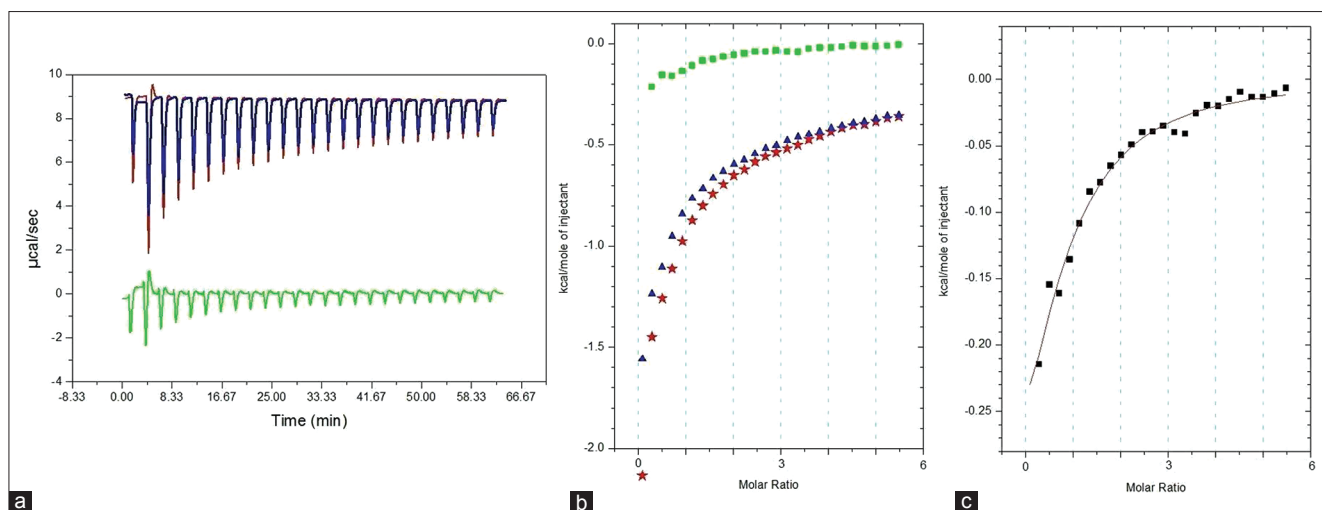 10
8
6
4
2
0
-2
-4
µcal/sec
-8.33 0.00 8.33 16.67 25.00 33.33 41.67 50.00 58.33 66.67
Time (min)
a
0.0
-0.5
-1.0
-1.5
-2.0
kcal/mole of injectant
0 3 6
Molar Ratio
b
0.00
-0.05
-0.10
-0.15
-0.20
-0.25
kcal/mole of injectant
0 3 6
Molar Ratio
c